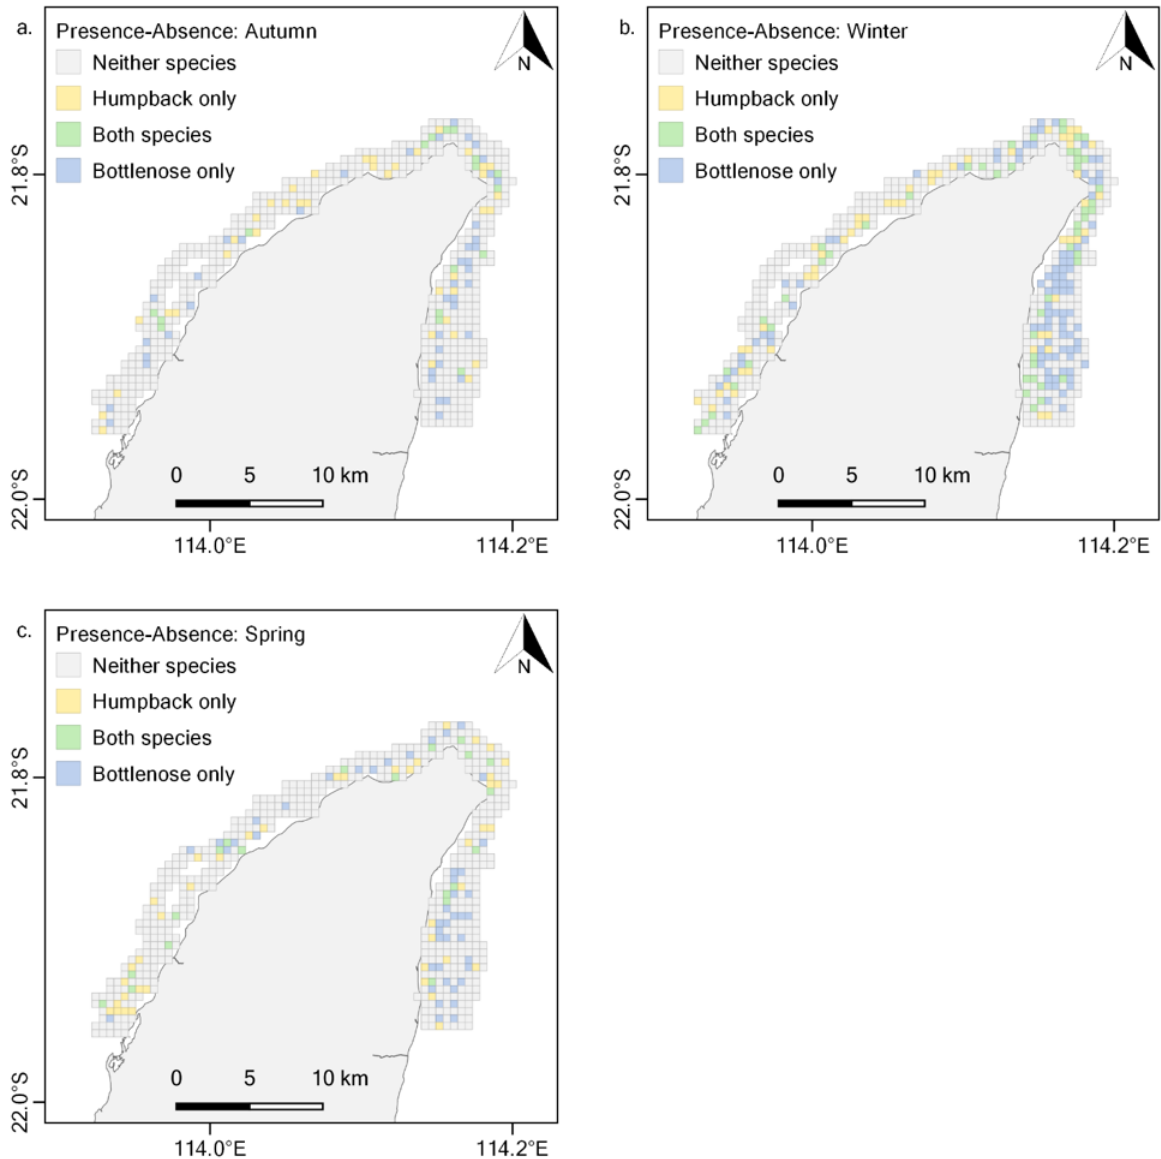 a.
Presence-Absence: Autumn
Neither species
Humpback only
Both species
Bottlenose only
N
21.8°S
22.0°S
0 5 10 km
114.0°E 114.2°E
b.
Presence-Absence: Winter
Neither species
Humpback only
Both species
Bottlenose only
N
21.8°S
22.0°S
0 5 10 km
114.0°E 114.2°E
c.
Presence-Absence: Spring
Neither species
Humpback only
Both species
Bottlenose only
N
21.8°S
22.0°S
0 5 10 km
114.0°E 114.2°E